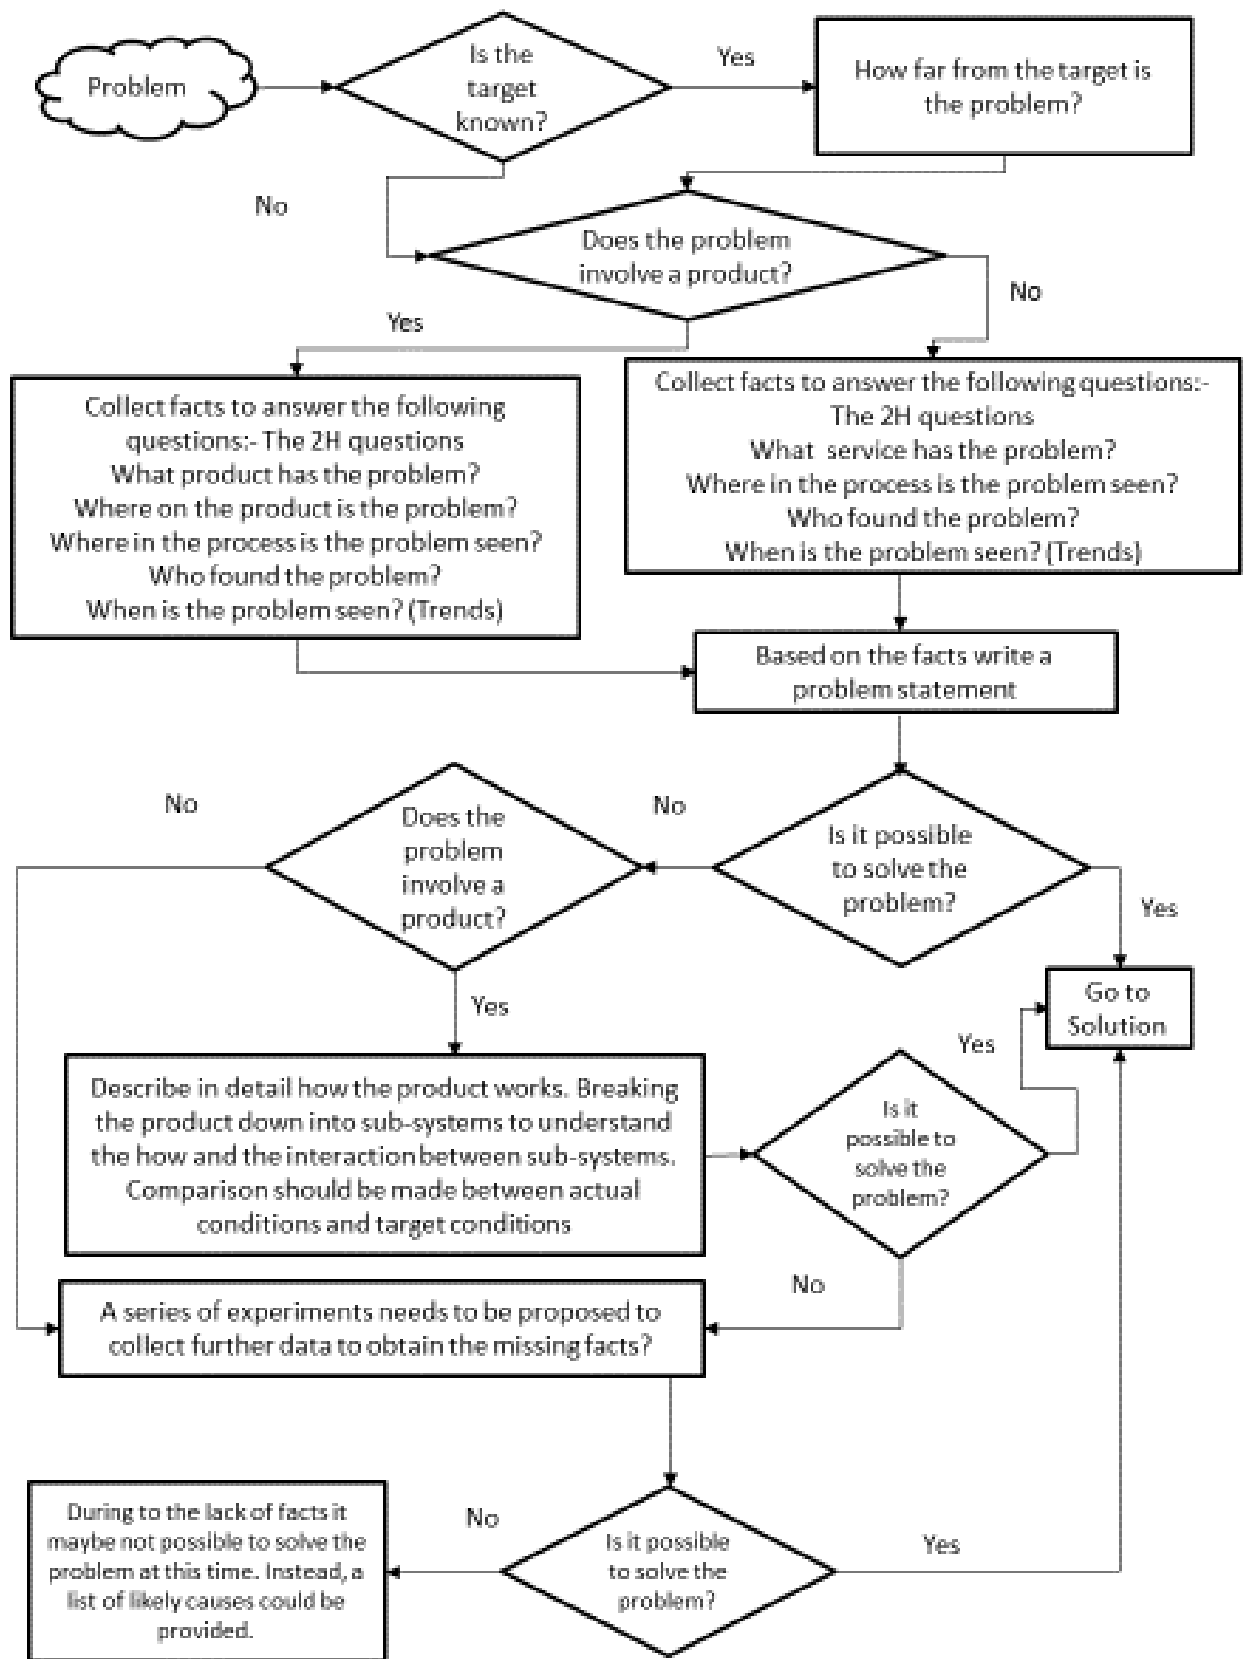 Problem
Is the
target
known?
Yes
How far from the target is
the problem?
No
Does the problem
involve a product?
No
Yes
Collect facts to answer the following
questions:- The 2H questions
What product has the problem?
Where on the product is the problem?
Where in the process is the problem seen?
Who found the problem?
When is the problem seen? (Trends)
Collect facts to answer the following questions:-
The 2H questions
What service has the problem?
Where in the process is the problem seen?
Who found the problem?
When is the problem seen? (Trends)
Based on the facts write a
problem statement
No
Does the
problem
involve a
product?
No
Is it possible
to solve the
problem?
Yes
Yes
Go to
Solution
Describe in detail how the product works. Breaking
the product down into sub-systems to understand
the how and the interaction between sub-systems.
Comparison should be made between actual
conditions and target conditions
Yes
Is it
possible to
solve the
problem?
No
A series of experiments needs to be proposed to
collect further data to obtain the missing facts?
During to the lack of facts it
maybe not possible to solve the
problem at this time. Instead, a
list of likely causes could be
provided.
No
Is it possible
to solve the
problem?
Yes